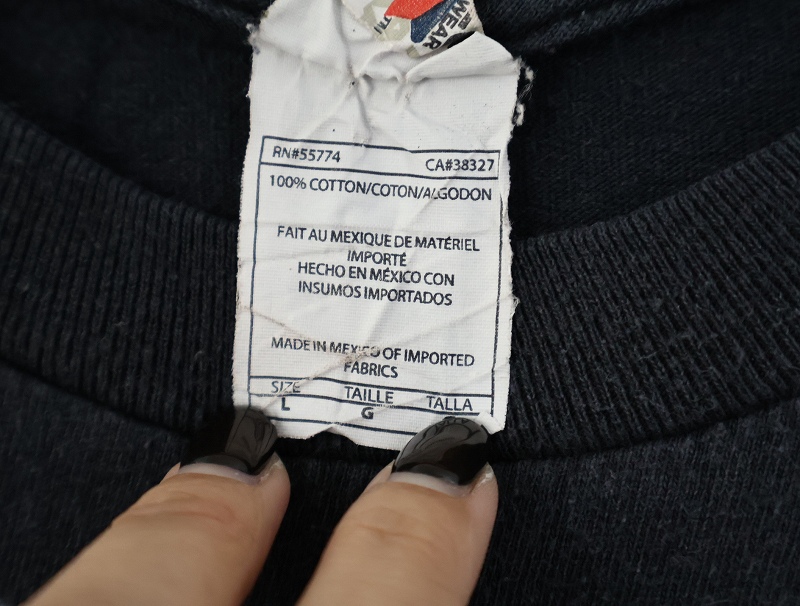 WEAR
RN#55774 CA#38327
100% COTTON/COTON/ALGODON
FAIT AU MEXIQUE DE MATÉRIEL
IMPORTÉ
HECHO EN MÉXICO CON
INSUMOS IMPORTADOS
MADE IN MEXICO OF IMPORTED
FABRICS
SIZE TAILLE TALLA
L G